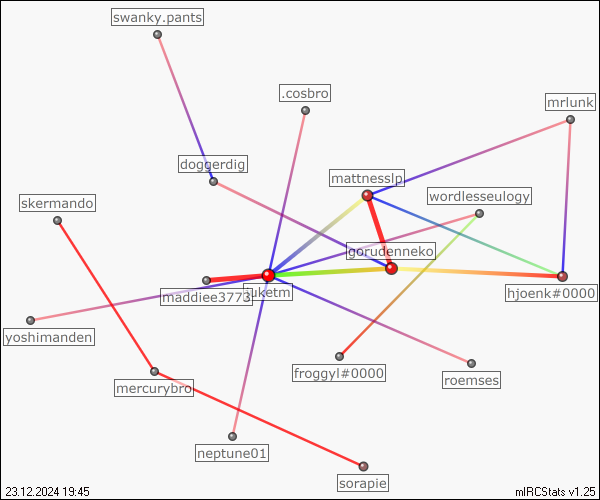 swanky.pants
.cosbro
mrlunk
doggerdig
mattnesslp
wordlesseulogy
skermando
gorudenneko
maddiee3773
luketm
hjoenk#0000
yoshimanden
froggyl#0000
roemses
mercurybro
neptune01
sorapie
23.12.2024 19:45
mIRCStats v1.25